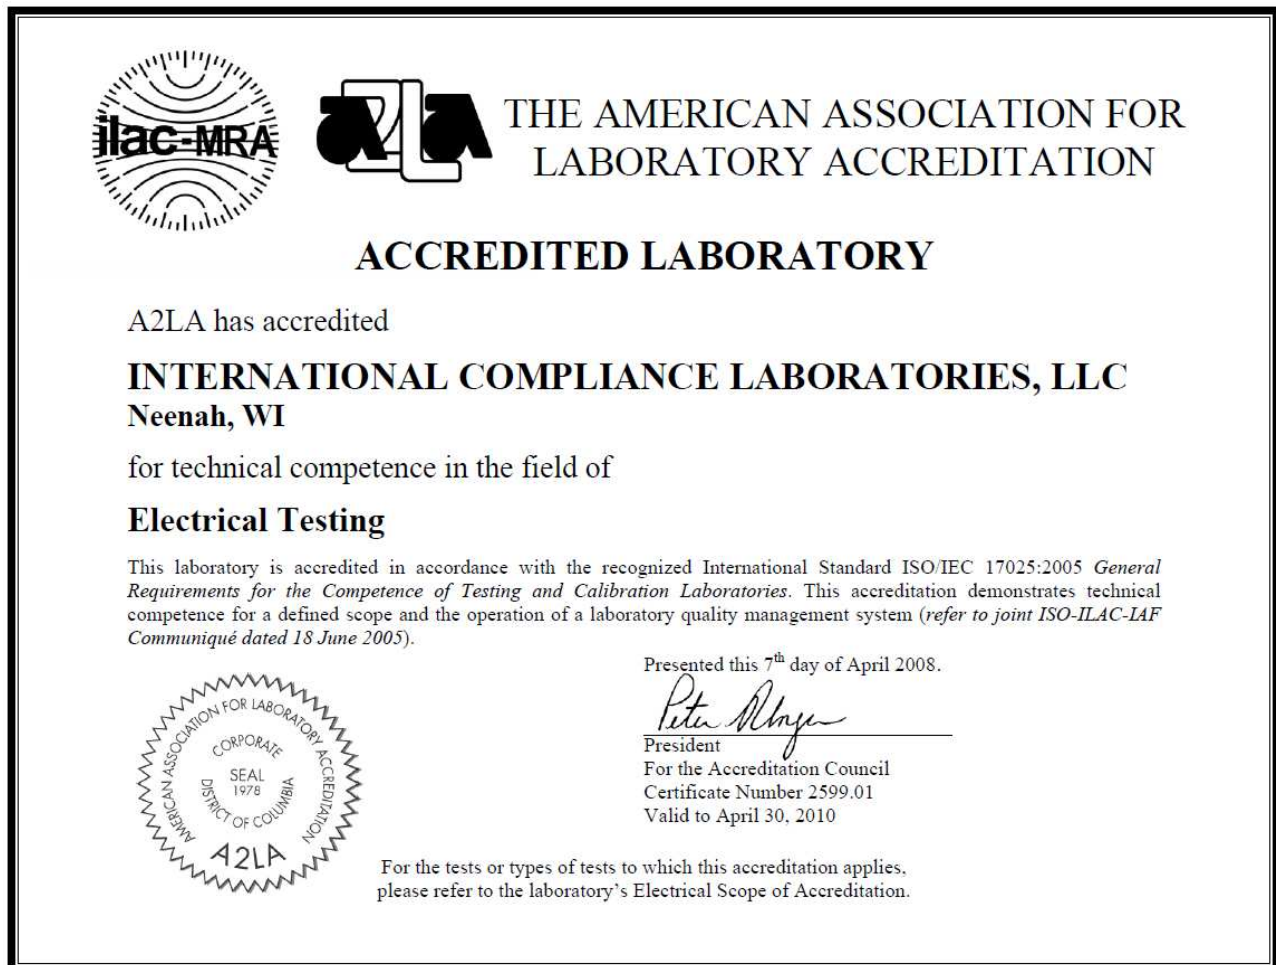 ilac-MRA
A2LA
THE AMERICAN ASSOCIATION FOR
LABORATORY ACCREDITATION
ACCREDITED LABORATORY
A2LA has accredited
INTERNATIONAL COMPLIANCE LABORATORIES, LLC
Neenah, WI
for technical competence in the field of
Electrical Testing
This laboratory is accredited in accordance with the recognized International Standard ISO/IEC 17025:2005 General
Requirements for the Competence of Testing and Calibration Laboratories. This accreditation demonstrates technical
competence for a defined scope and the operation of a laboratory quality management system (refer to joint ISO-ILAC-IAF
Communiqué dated 18 June 2005).
Presented this 7th day of April 2008.
Peter
President
For the Accreditation Council
Certificate Number 2599.01
Valid to April 30, 2010
AMERICAN ASSOCIATION FOR LABORATORY ACCREDITATION
CORPORATE
SEAL
1978
DISTRICT OF COLUMBIA
A2LA
For the tests or types of tests to which this accreditation applies,
please refer to the laboratory's Electrical Scope of Accreditation.